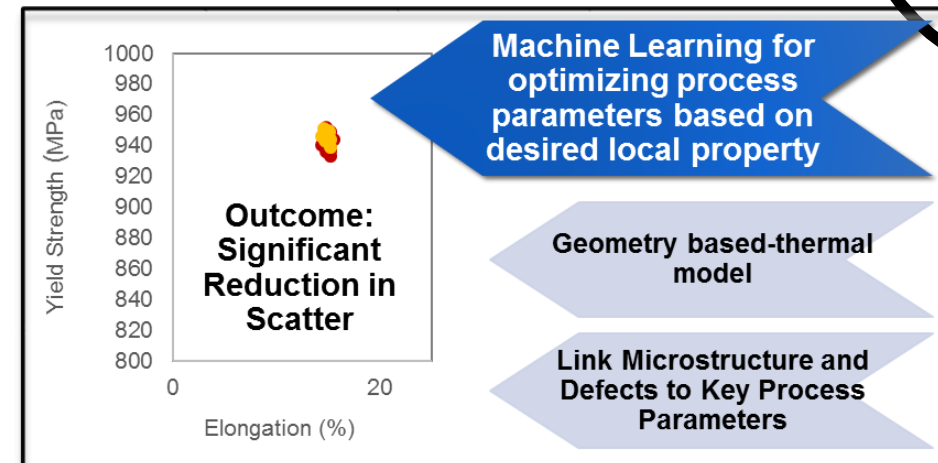 1000
980
960
940
920
900
880
860
840
820
800
Yield Strength (MPa)
0
20
Elongation (%)
Outcome:
Significant
Reduction in
Scatter
Machine Learning for
optimizing process
parameters based on
desired local property
Geometry based-thermal
model
Link Microstructure and
Defects to Key Process
Parameters